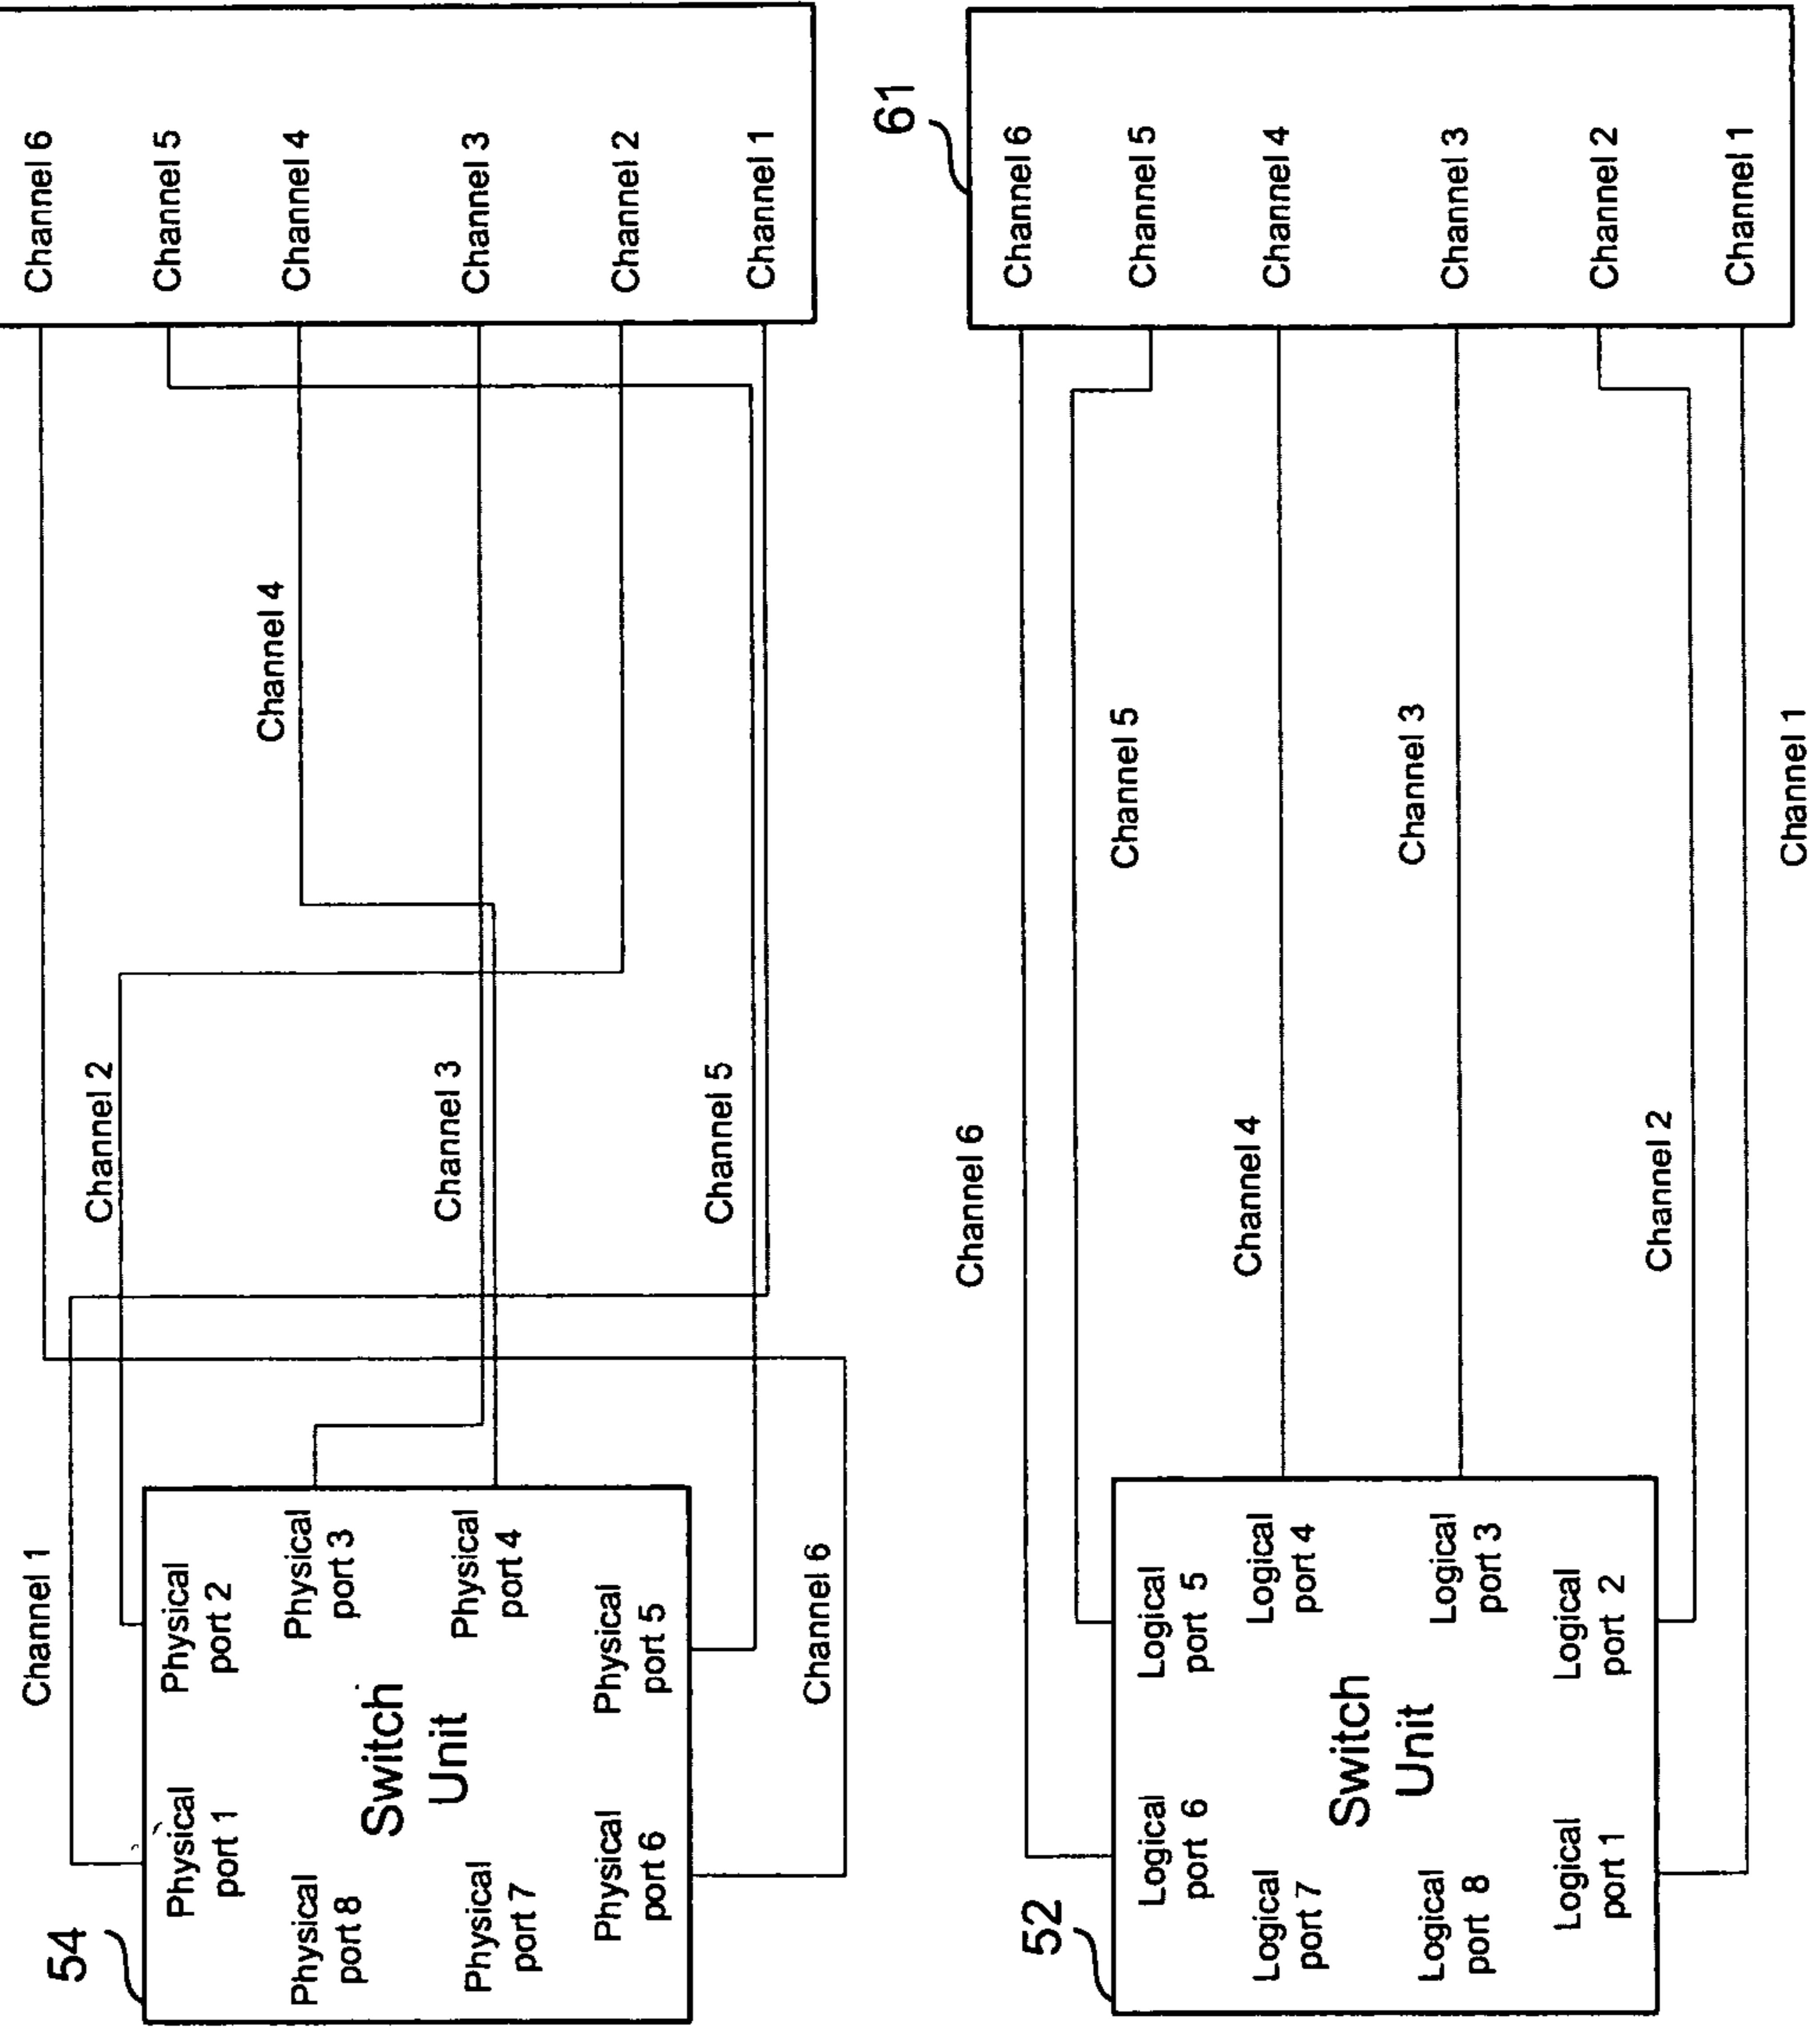 54
Channel 1
Physical
port 1
Physical
port 2
Physical
port 8
Physical
port 3
Switch
Unit
Physical
port 7
Physical
port 4
Physical
port 6
Physical
port 5
Channel 6
Channel 2
Channel 3
Channel 5
Channel 4
Channel 6
Channel 5
Channel 4
Channel 3
Channel 2
Channel 1
52
Logical
port 6
Logical
port 5
Logical
port 7
Logical
port 4
Switch
Unit
Logical
port 8
Logical
port 3
Logical
port 1
Logical
port 2
Channel 6
Channel 5
Channel 4
Channel 3
Channel 2
Channel 1
61
Channel 6
Channel 5
Channel 4
Channel 3
Channel 2
Channel 1